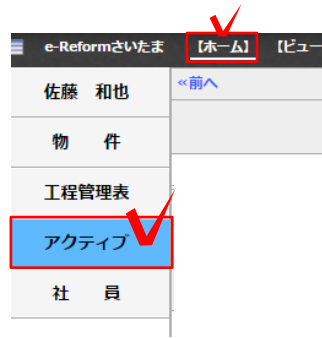 e-Reformさいたま 【ホーム】 【ビュー
佐藤 和也
«前へ
物 件
工程管理表
アクティブ
社 員